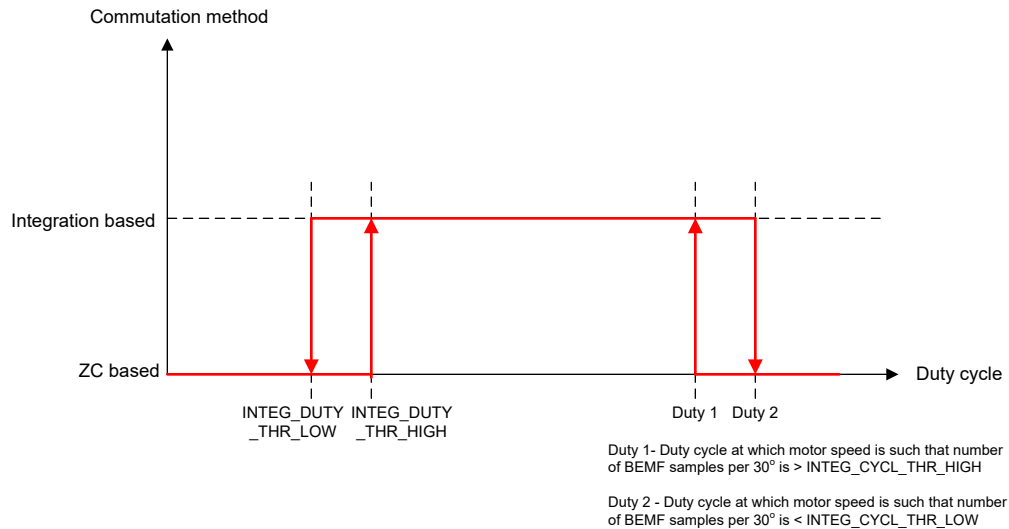 Commutation method
Integration based
ZC based
Duty cycle
INTEG_DUTY
_THR_LOW
INTEG_DUTY
_THR_HIGH
Duty 1
Duty 2
Duty 1- Duty cycle at which motor speed is such that number
of BEMF samples per 30° is > INTEG_CYCL_THR_HIGH
Duty 2 - Duty cycle at which motor speed is such that number
of BEMF samples per 30° is < INTEG_CYCL_THR_LOW